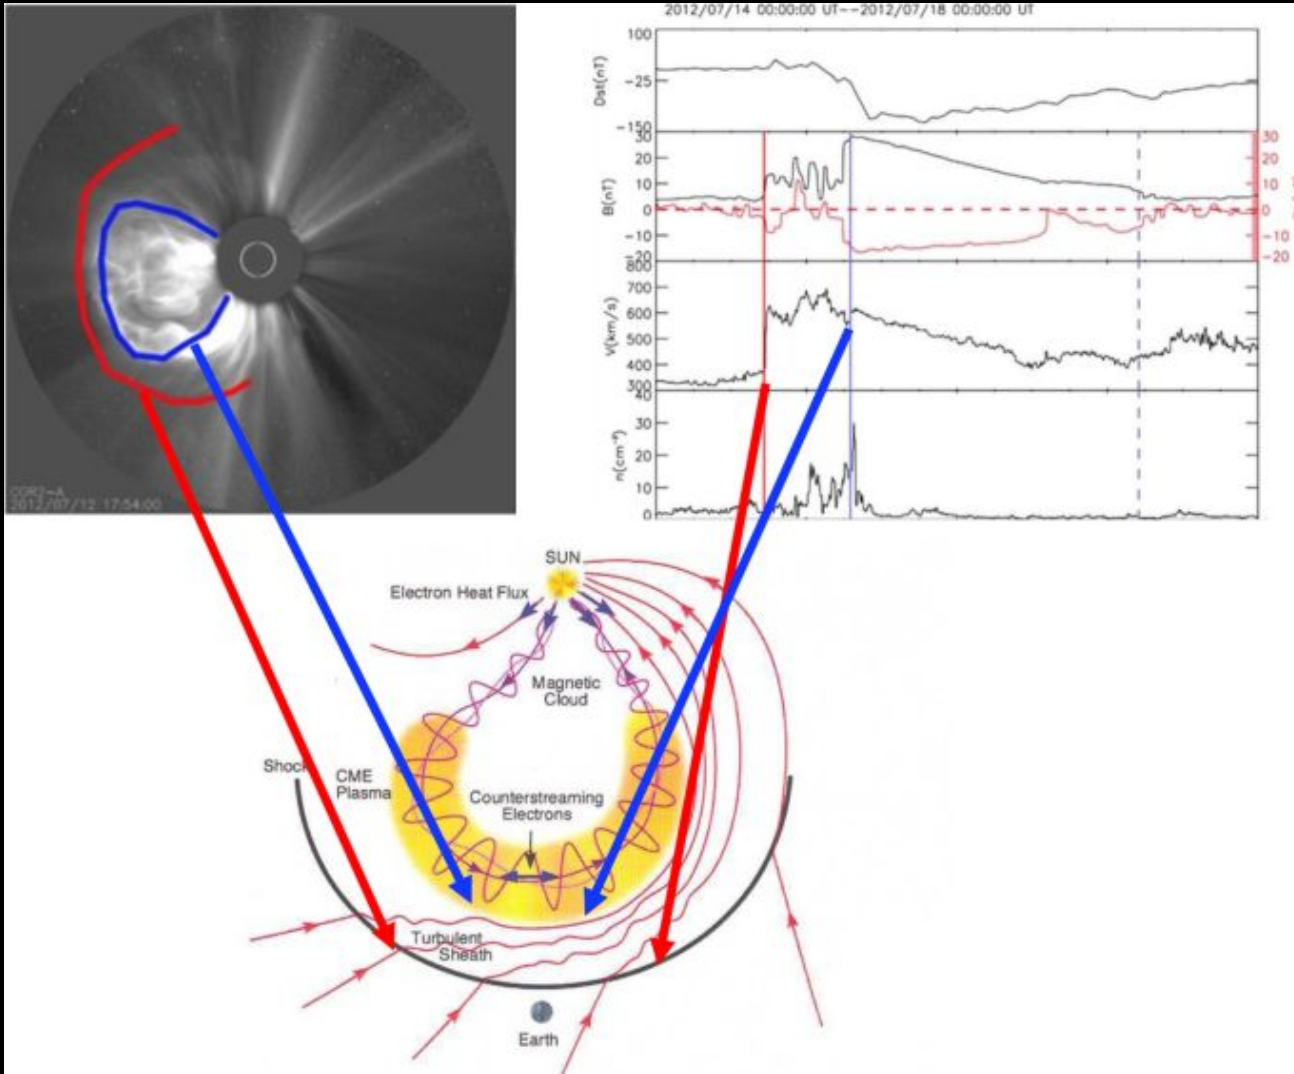 COR2-A
2012/07/12 17:54:00
2012/07/14 00:00:00 UT--2012/07/18 00:00:00 UT
100
-25
-150
Dst(nT)
30
20
10
0
-10
-20
B(nT)
30
20
10
0
-10
-20
800
700
600
500
400
300
V(km/s)
40
30
20
10
0
n(cm⁻³)
SUN
Electron Heat Flux
Magnetic
Cloud
Shock
CME
Plasma
Counterstreaming
Electrons
Turbulent
Sheath
Earth